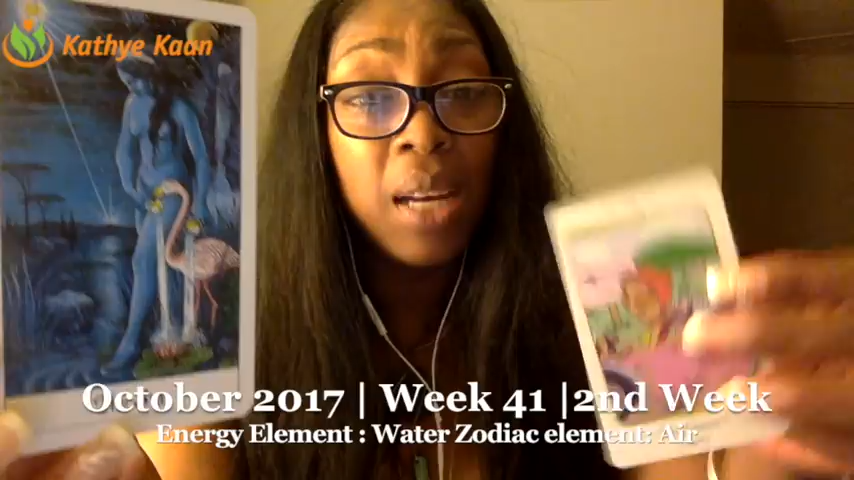 Kathye Kaan
October 2017 | Week 41 |2nd Week
Energy Element : Water Zodiac element: Air